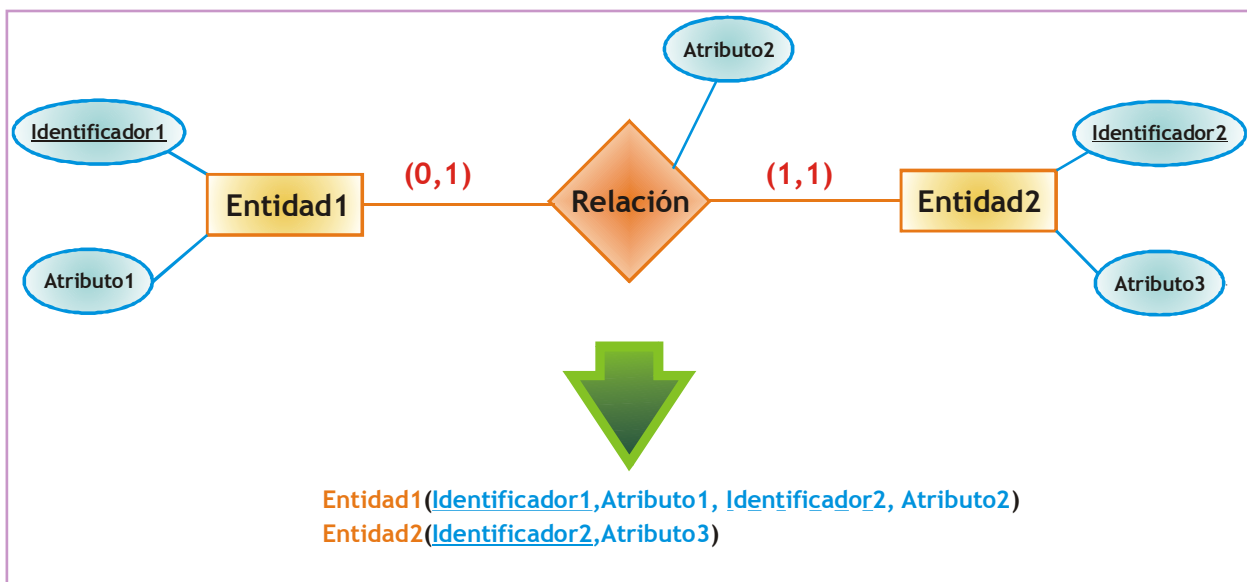 Atributo2
Identificador1
Identificador2
(0,1)
(1,1)
Entidad1
Relación
Entidad2
Atributo1
Atributo3
Entidad1(Identificador1,Atributo1, Identificador2, Atributo2)
Entidad2(Identificador2,Atributo3)